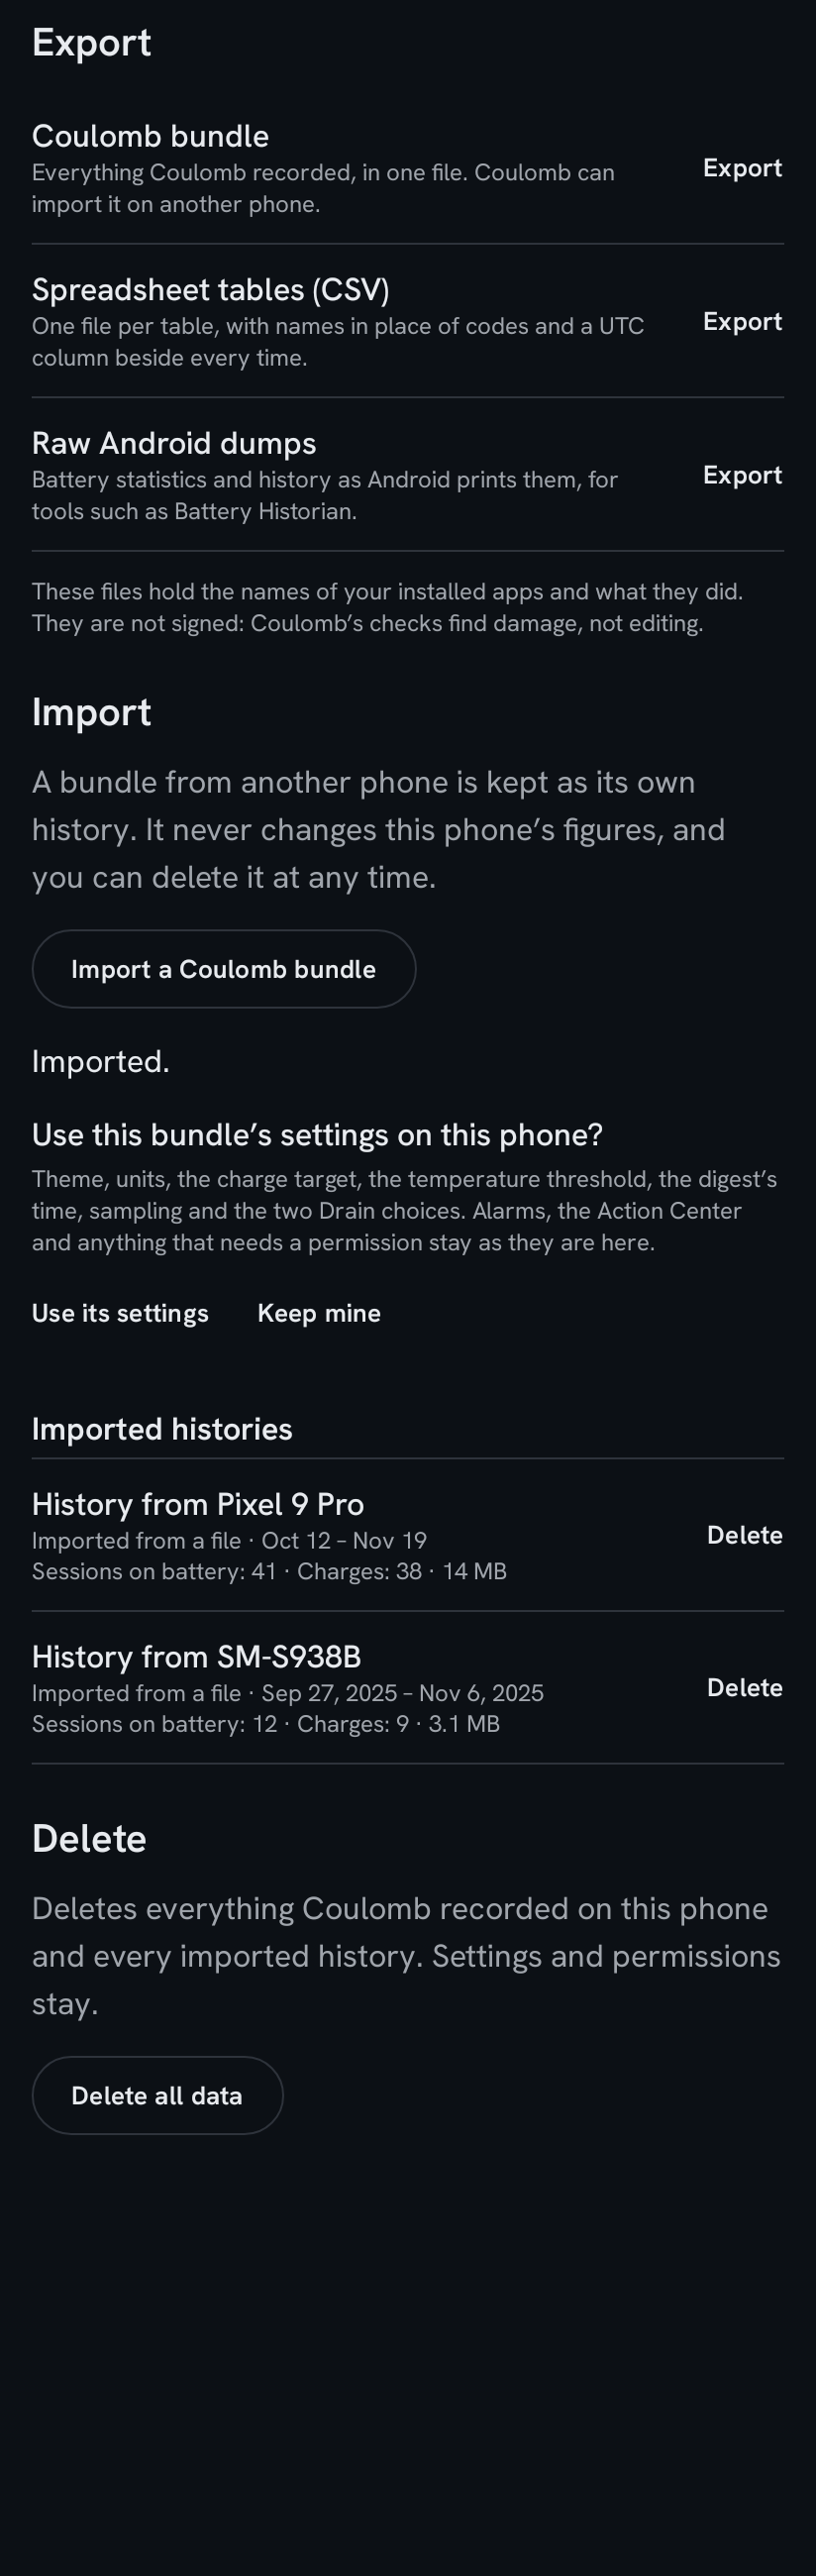 Export
Coulomb bundle
Everything Coulomb recorded, in one file. Coulomb can
import it on another phone.
Export
Spreadsheet tables (CSV)
One file per table, with names in place of codes and a UTC
column beside every time.
Export
Raw Android dumps
Battery statistics and history as Android prints them, for
tools such as Battery Historian.
Export
These files hold the names of your installed apps and what they did.
They are not signed: Coulomb’s checks find damage, not editing.
Import
A bundle from another phone is kept as its own
history. It never changes this phone’s figures, and
you can delete it at any time.
Import a Coulomb bundle
Imported.
Use this bundle’s settings on this phone?
Theme, units, the charge target, the temperature threshold, the digest’s
time, sampling and the two Drain choices. Alarms, the Action Center
and anything that needs a permission stay as they are here.
Use its settings Keep mine
Imported histories
History from Pixel 9 Pro
Imported from a file · Oct 12 – Nov 19
Sessions on battery: 41 · Charges: 38 · 14 MB
Delete
History from SM-S938B
Imported from a file · Sep 27, 2025 – Nov 6, 2025
Sessions on battery: 12 · Charges: 9 · 3.1 MB
Delete
Delete
Deletes everything Coulomb recorded on this phone
and every imported history. Settings and permissions
stay.
Delete all data